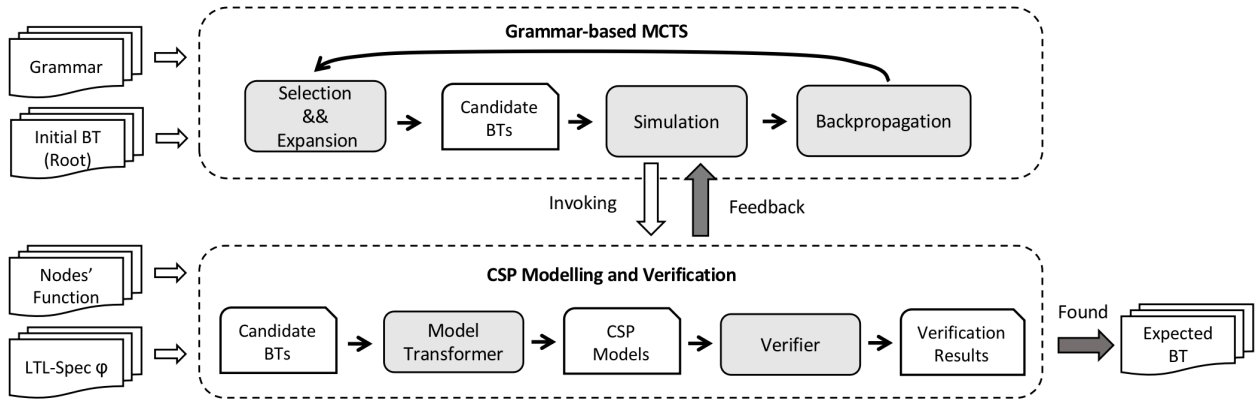 Grammar-based MCTS
Grammar
Initial BT
(Root)
Selection
&&
Expansion
Candidate
BTs
Simulation
Backpropagation
Invoking
Feedback
CSP Modelling and Verification
Nodes'
Function
LTL-Spec φ
Candidate
BTs
Model
Transformer
CSP
Models
Verifier
Verification
Results
Found
Expected
BT